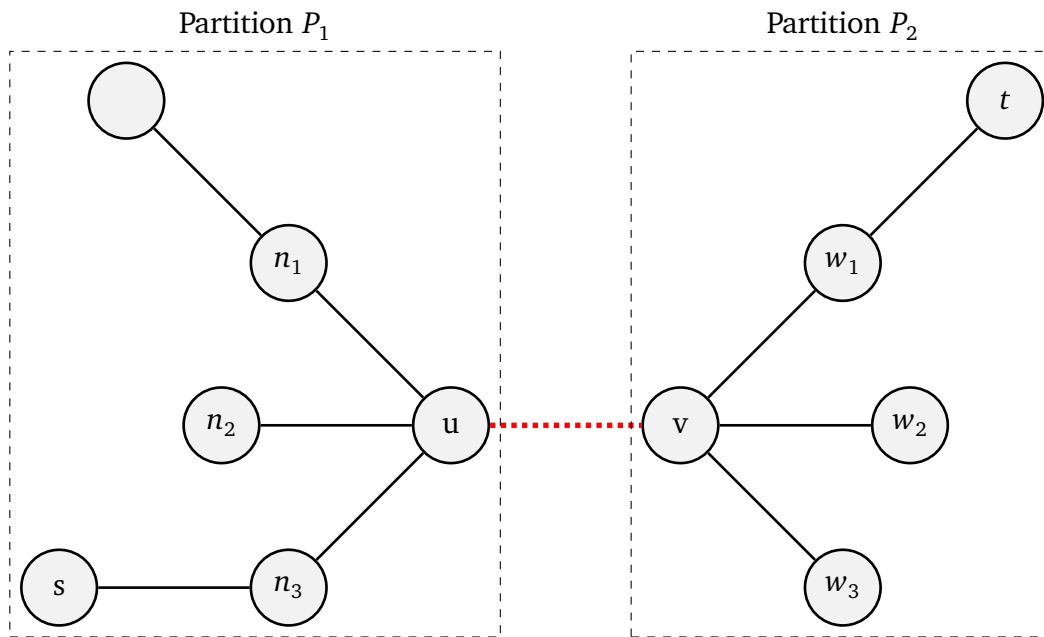 Partition P₁
Partition P₂
t
n₁
w₁
n₂
u
v
w₂
s
n₃
w₃